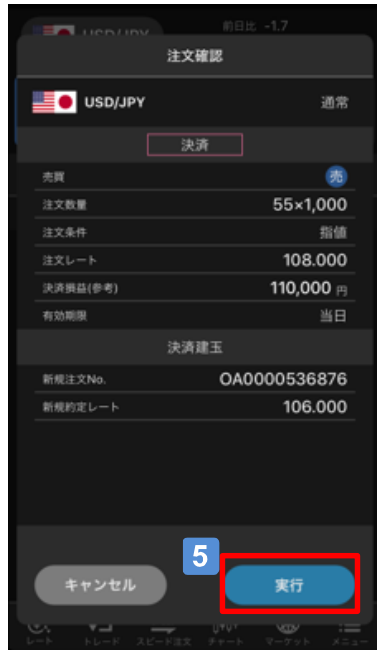 USD/JPY 前日比 -1.7
注文確認
USD/JPY 通常
決済
売買 売
注文数量 55×1,000
注文条件 指値
注文レート 108.000
決済損益(参考) 110,000 円
有効期限 当日
決済建玉
新規注文No. OA0000536876
新規約定レート 106.000
5
キャンセル 実行
レート トレード スピード注文 チャート マーケット メニュー